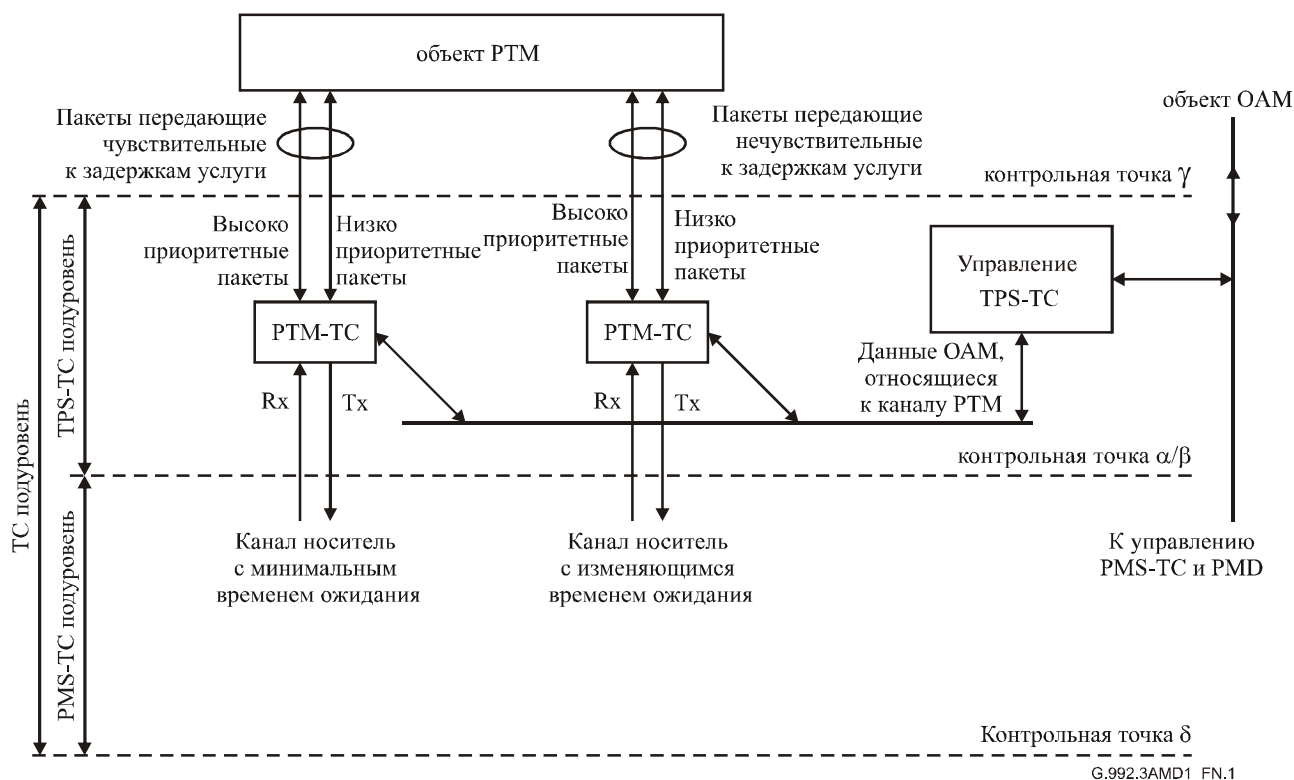 объект PTM
Пакеты передающие
чувствительные
к задержкам услуги
Пакеты передающие
нечувствительные
к задержкам услуги
объект OAM
контрольная точка γ
Высоко
приоритетные
пакеты
Низко
приоритетные
пакеты
Высоко
приоритетные
пакеты
Низко
приоритетные
пакеты
Управление
TPS-TC
PTM-TC
PTM-TC
Данные OAM,
относящиеся
к каналу PTM
Rx
Tx
Rx
Tx
TC подуровень
TPS-TC подуровень
PMS-TC подуровень
контрольная точка α/β
Канал носитель
с минимальным
временем ожидания
Канал носитель
с изменяющимся
временем ожидания
К управлению
PMS-TC и PMD
Контрольная точка δ
G.992.3AMD1_FN.1